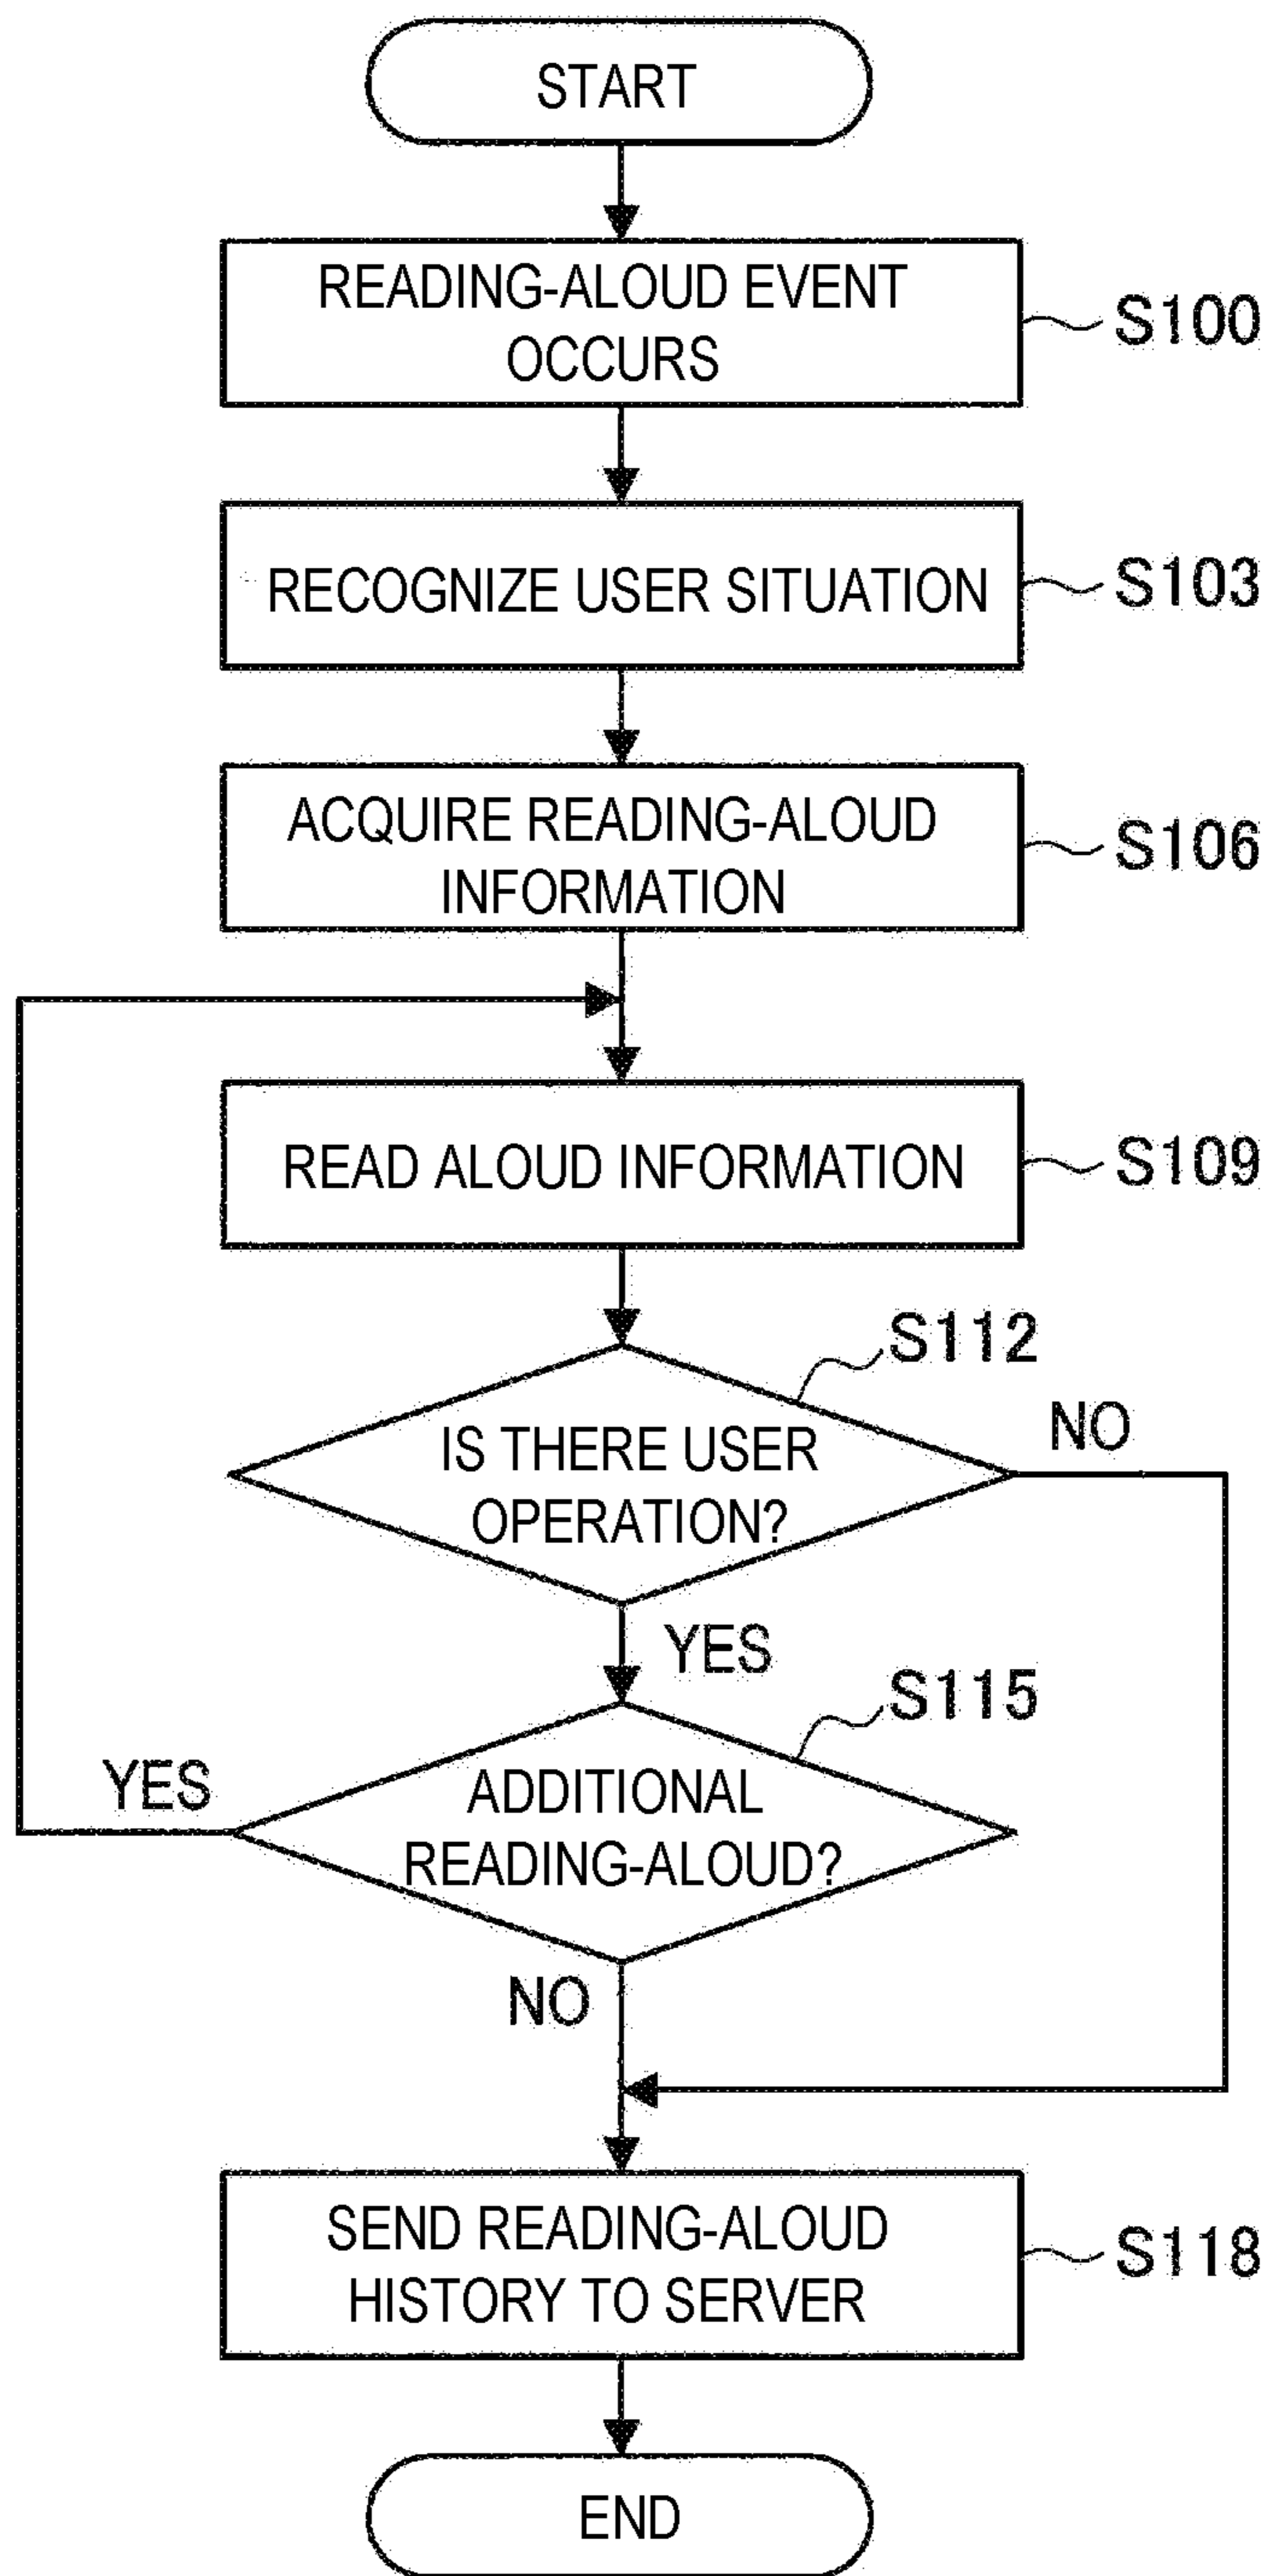 START
READING-ALOUD EVENT
OCCURS
S100
RECOGNIZE USER SITUATION
S103
ACQUIRE READING-ALOUD
INFORMATION
S106
READ ALOUD INFORMATION
S109
S112
IS THERE USER
OPERATION?
NO
YES
S115
ADDITIONAL
READING-ALOUD?
YES
NO
SEND READING-ALOUD
HISTORY TO SERVER
S118
END